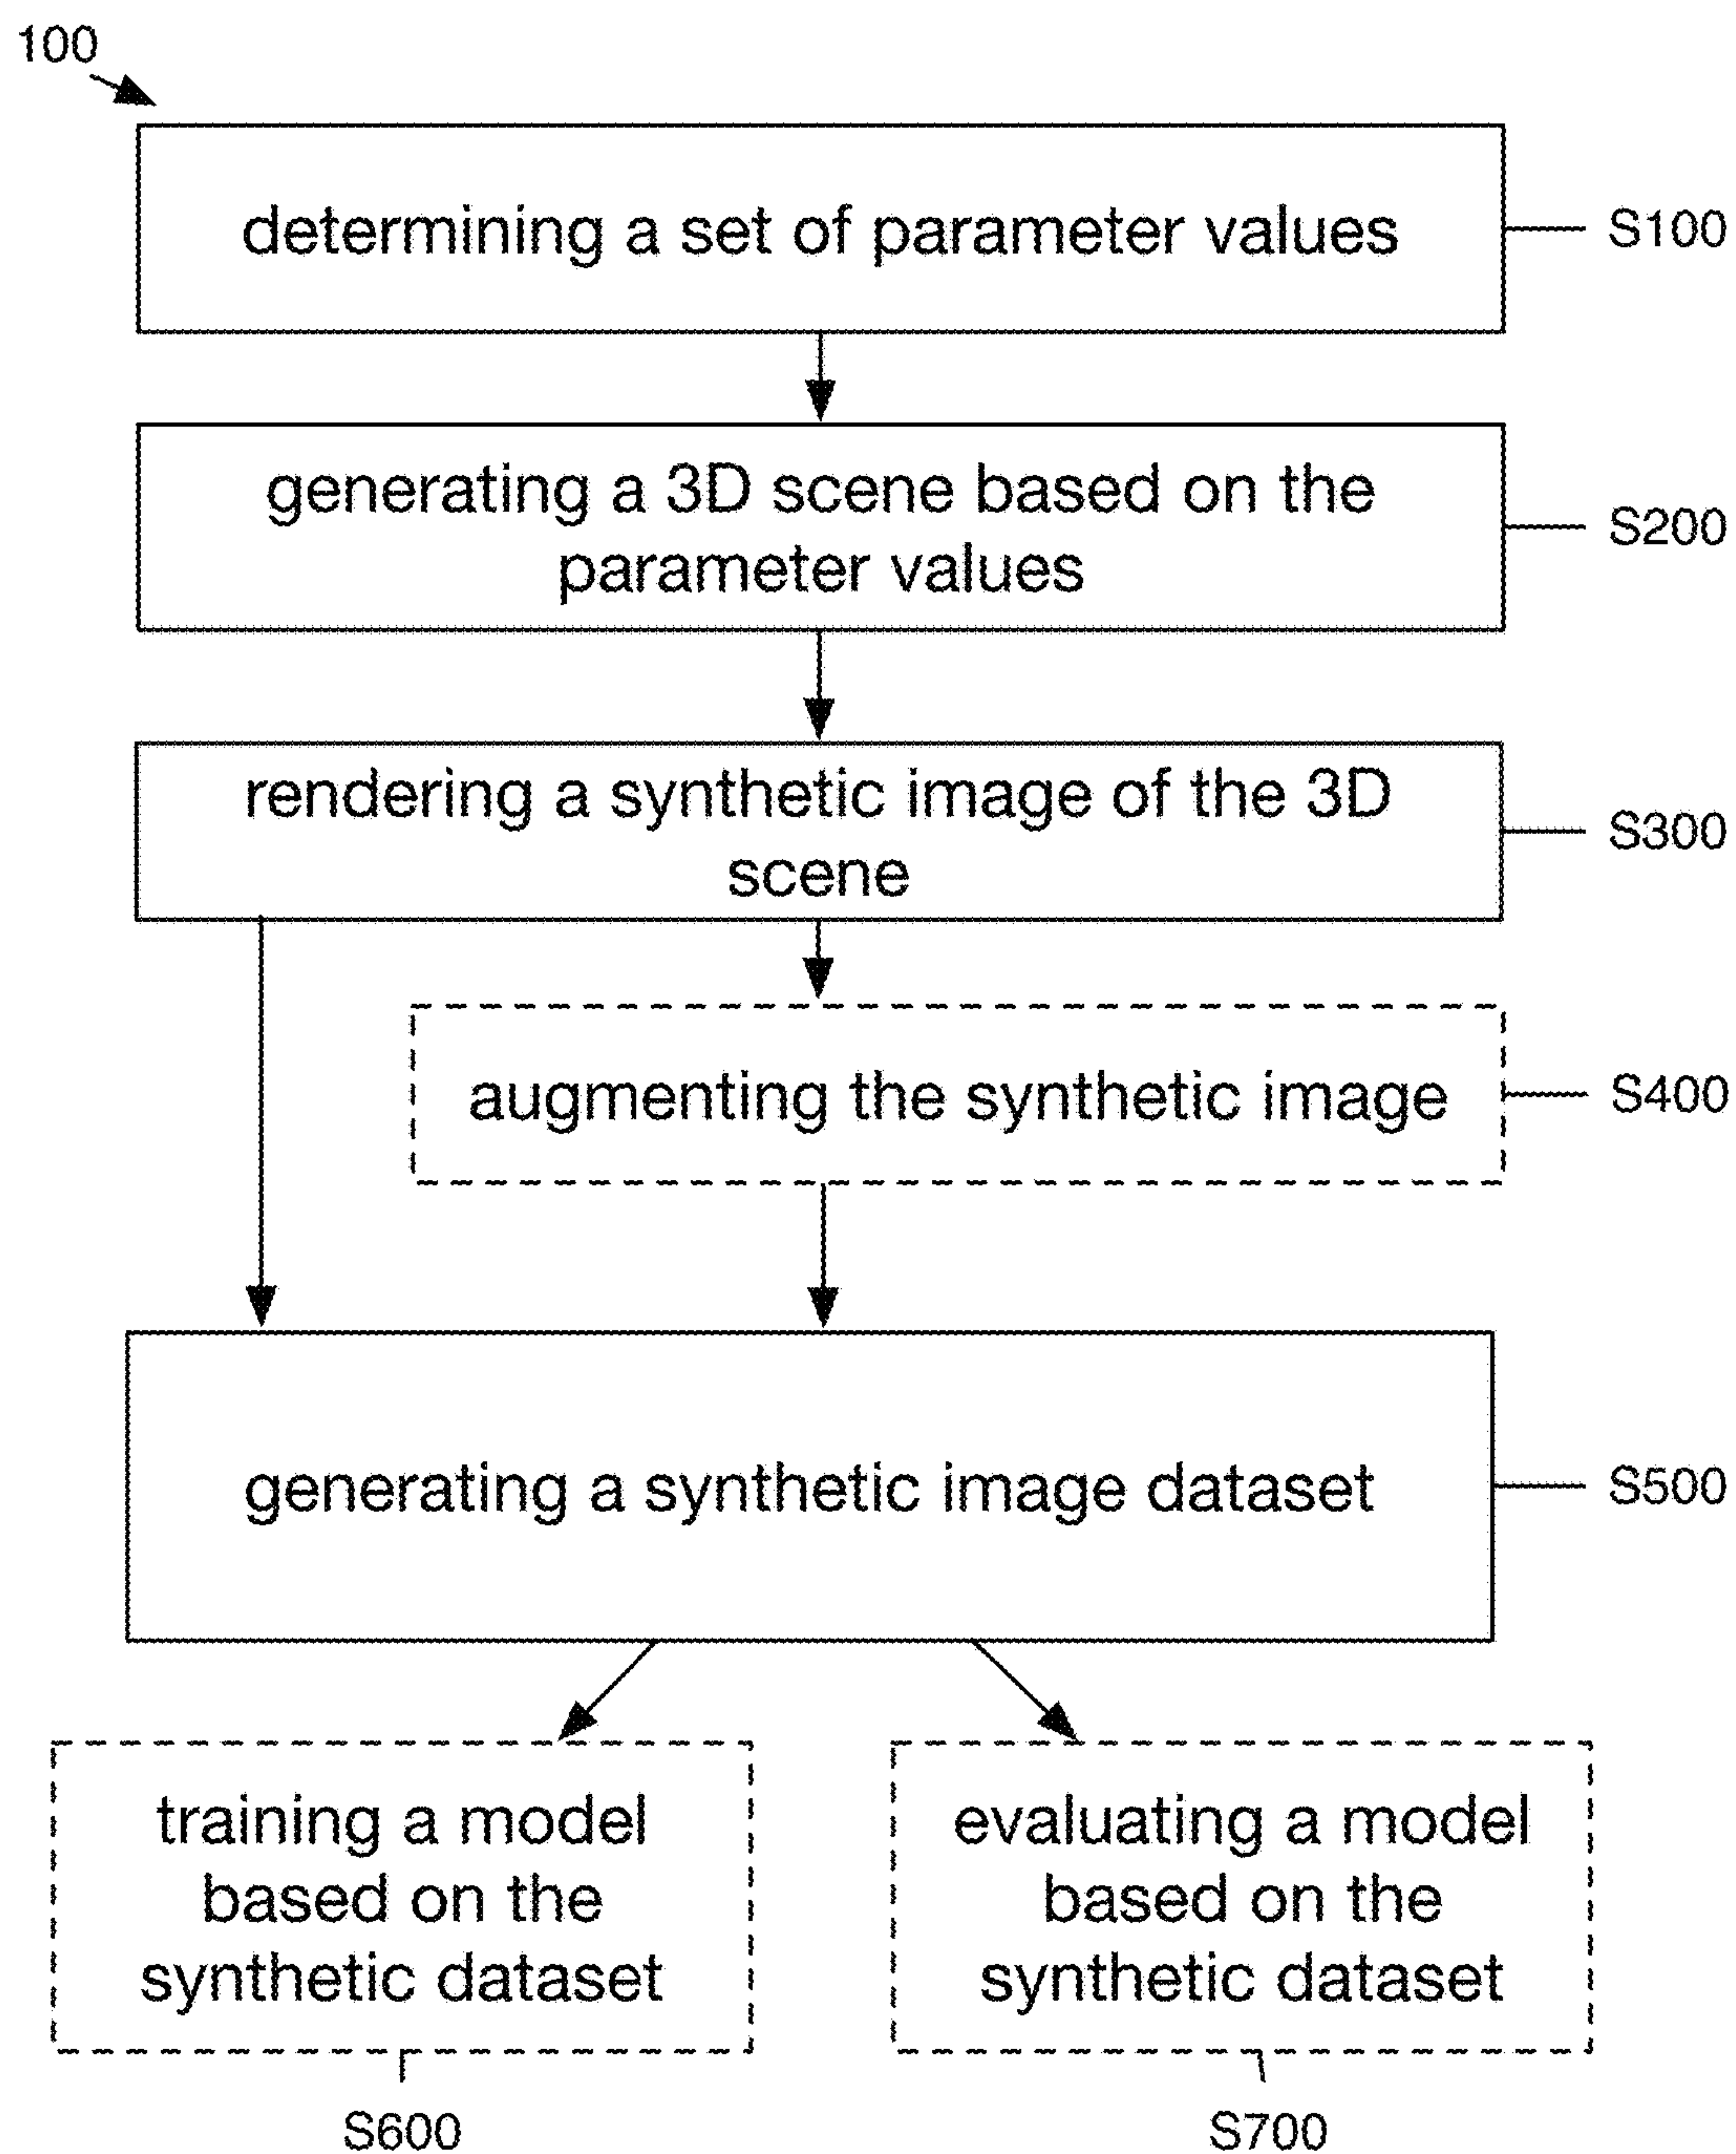 100
determining a set of parameter values
S100
generating a 3D scene based on the
parameter values
S200
rendering a synthetic image of the 3D
scene
S300
augmenting the synthetic image
S400
generating a synthetic image dataset
S500
training a model
based on the
synthetic dataset
S600
evaluating a model
based on the
synthetic dataset
S700